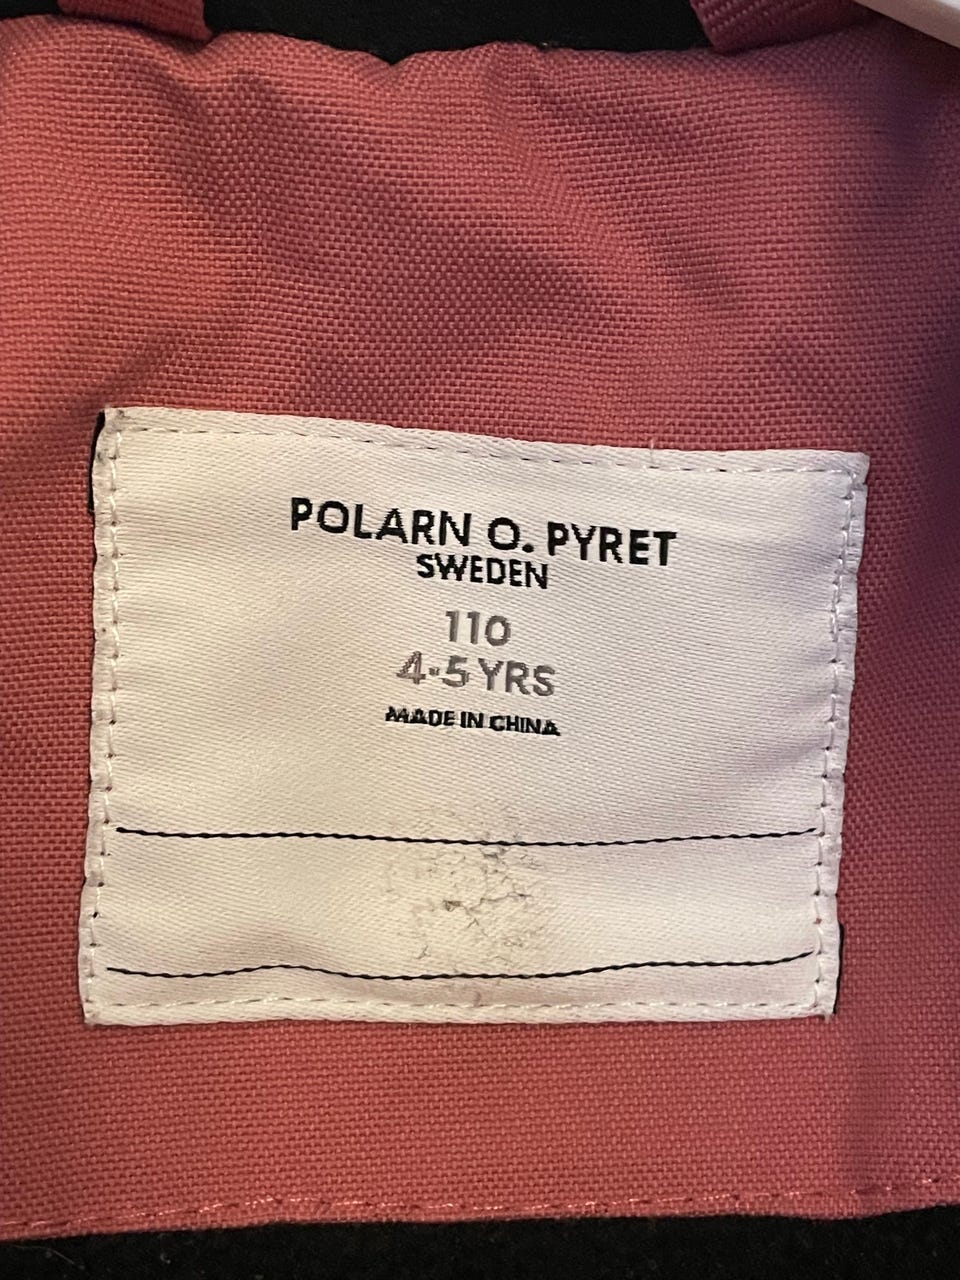 POLARN O. PYRET
SWEDEN
110
4-5 YRS
MADE IN CHINA